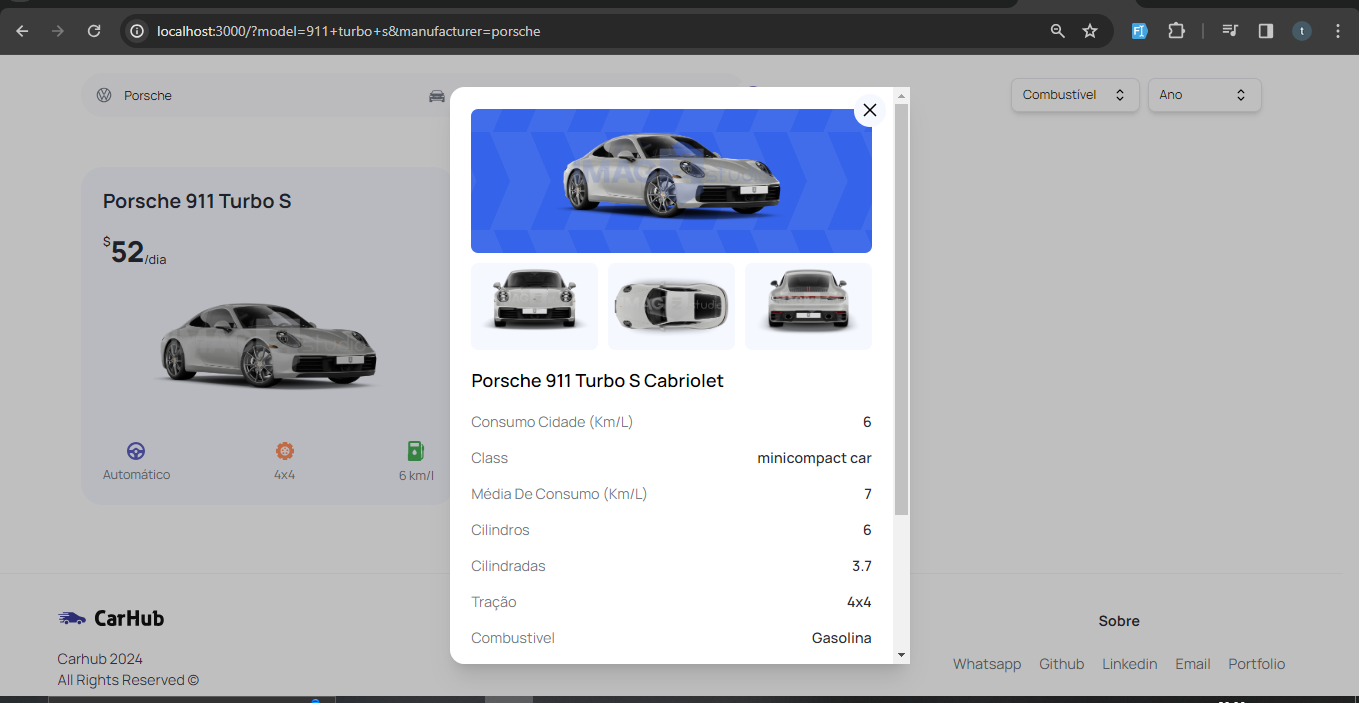 localhost:3000/?model=911+turbo+s&manufacturer=porsche
t
Porsche
Combustível
Ano
Porsche 911 Turbo S
$52/dia
Automático
4x4
6 km/l
Porsche 911 Turbo S Cabriolet
Consumo Cidade (Km/L) 6
Class minicompact car
Média De Consumo (Km/L) 7
Cilindros 6
Cilindradas 3.7
Tração 4x4
Combustivel Gasolina
CarHub
Carhub 2024
All Rights Reserved ©
Sobre
Whatsapp Github Linkedin Email Portfolio